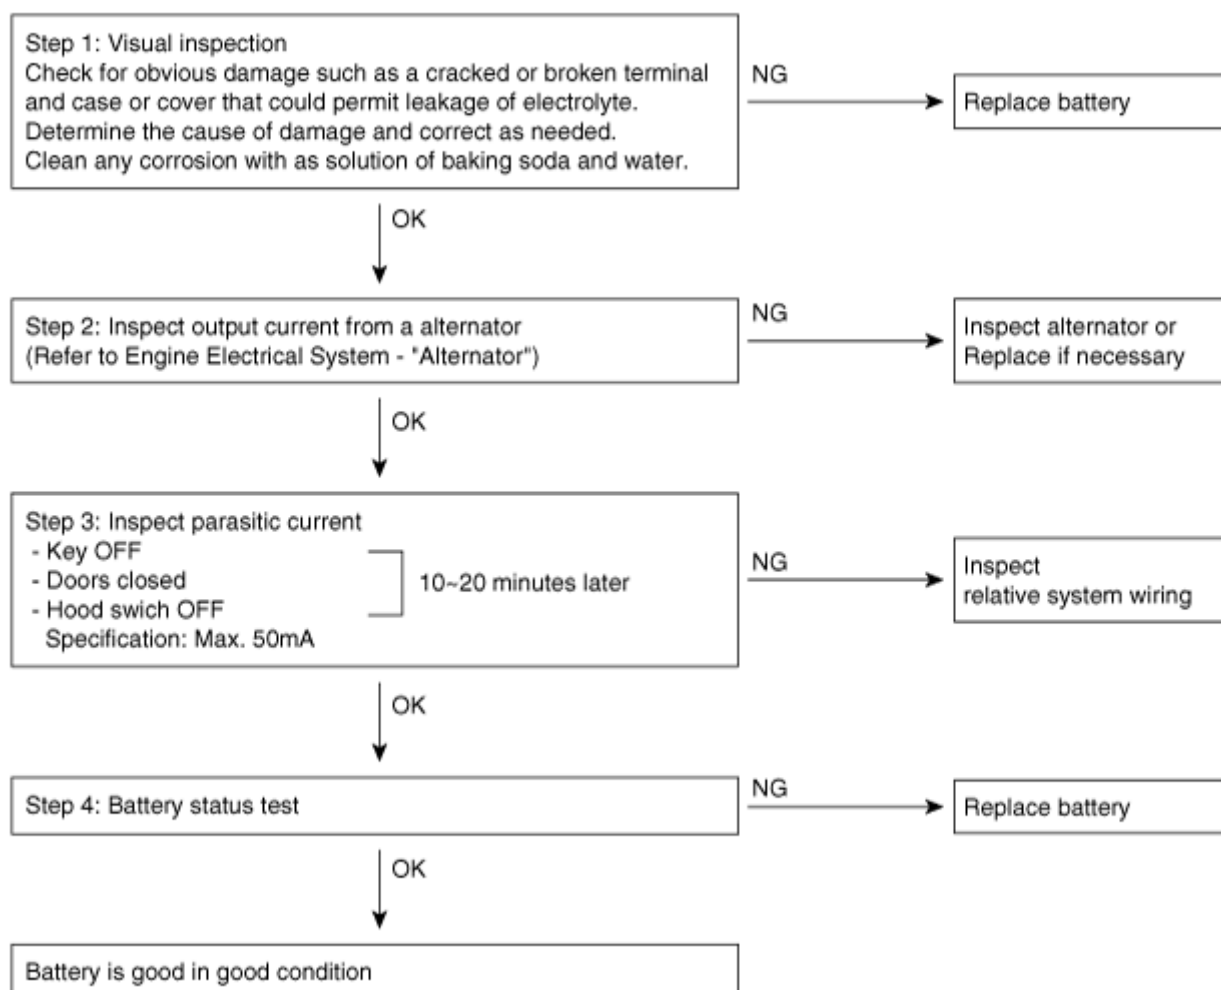 Step 1: Visual inspection
Check for obvious damage such as a cracked or broken terminal
and case or cover that could permit leakage of electrolyte.
Determine the cause of damage and correct as needed.
Clean any corrosion with as solution of baking soda and water.
NG
Replace battery
OK
Step 2: Inspect output current from a alternator
(Refer to Engine Electrical System - "Alternator")
NG
Inspect alternator or
Replace if necessary
OK
Step 3: Inspect parasitic current
- Key OFF
- Doors closed
- Hood swich OFF
10~20 minutes later
Specification: Max. 50mA
NG
Inspect
relative system wiring
OK
Step 4: Battery status test
NG
Replace battery
OK
Battery is good in good condition